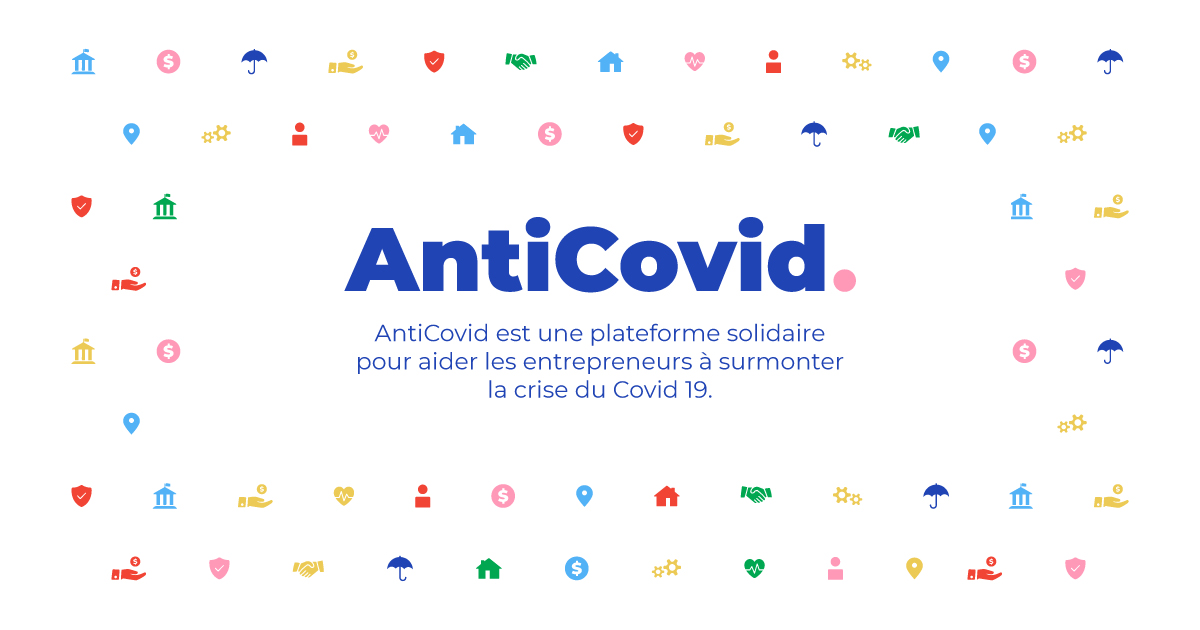 AntiCovid.
AntiCovid est une plateforme solidaire
pour aider les entrepreneurs à surmonter
la crise du Covid 19.